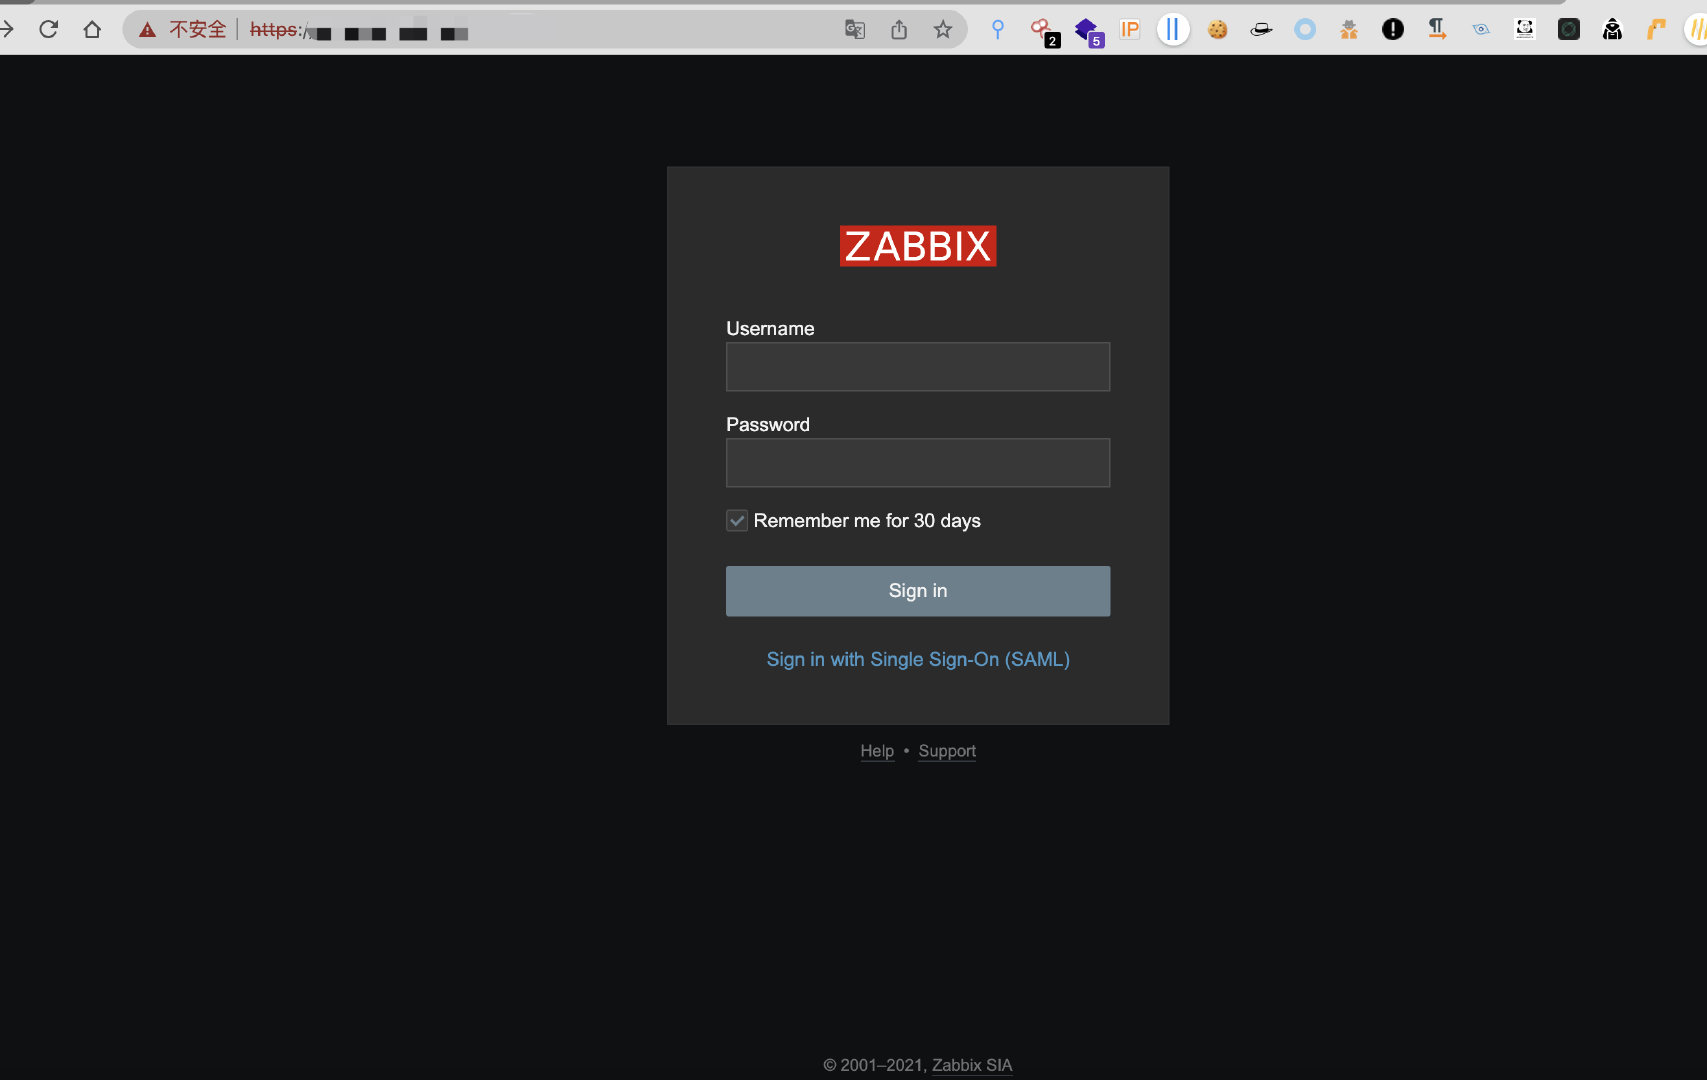 不安全 https:/
2
5
IP
ZABBIX
Username
Password
Remember me for 30 days
Sign in
Sign in with Single Sign-On (SAML)
Help • Support
© 2001–2021, Zabbix SIA